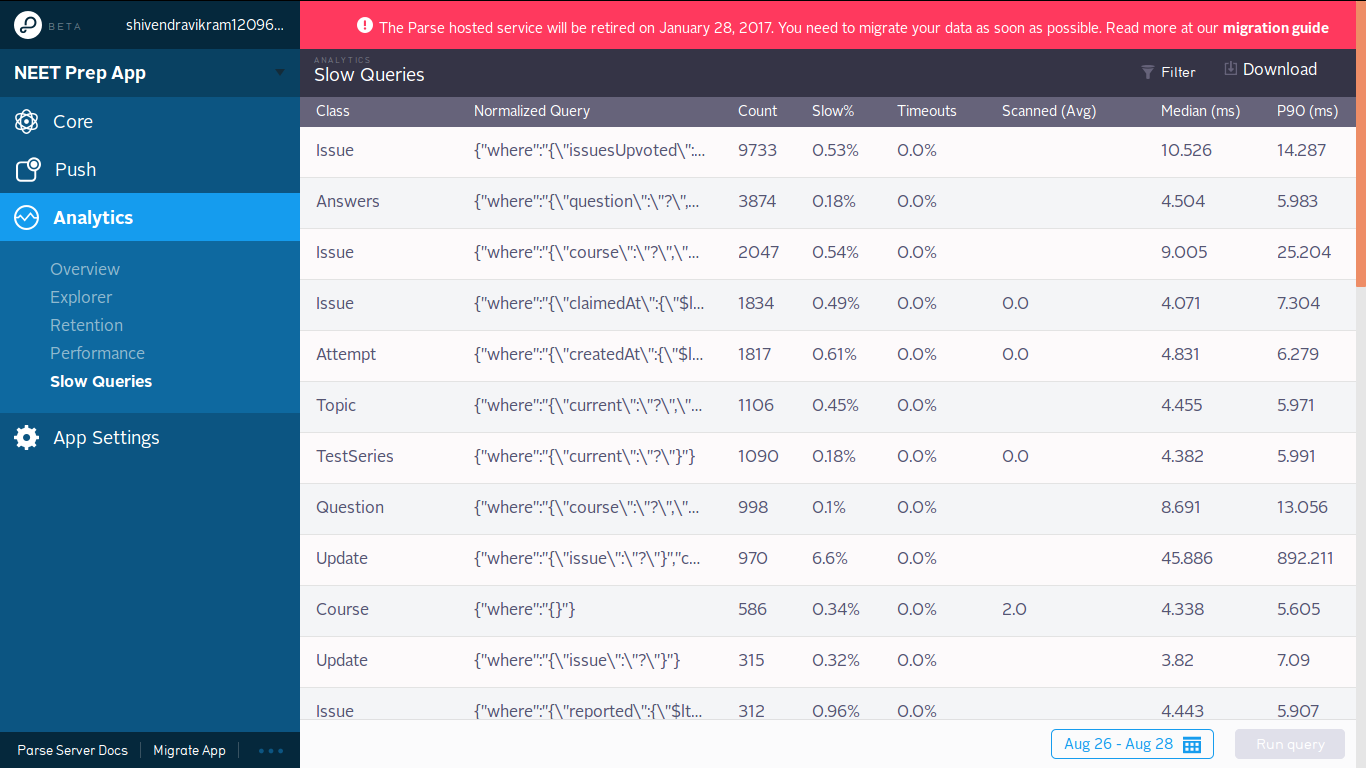 BETA
shivendravikram12096...
The Parse hosted service will be retired on January 28, 2017. You need to migrate your data as soon as possible. Read more at our migration guide
NEET Prep App
Core
Push
Analytics
Overview
Explorer
Retention
Performance
Slow Queries
App Settings
Parse Server Docs
Migrate App
ANALYTICS
Slow Queries
Filter
Download
Class Normalized Query Count Slow% Timeouts Scanned (Avg) Median (ms) P90 (ms)
Issue {"where":"{\"issuesUpvoted\":... 9733 0.53% 0.0% 10.526 14.287
Answers {"where":"{\"question\":\"?\",... 3874 0.18% 0.0% 4.504 5.983
Issue {"where":"{\"course\":\"?\",\"... 2047 0.54% 0.0% 9.005 25.204
Issue {"where":"{\"claimedAt\":{\"$l... 1834 0.49% 0.0% 0.0 4.071 7.304
Attempt {"where":"{\"createdAt\":{\"$l... 1817 0.61% 0.0% 0.0 4.831 6.279
Topic {"where":"{\"current\":\"?\",\"... 1106 0.45% 0.0% 4.455 5.971
TestSeries {"where":"{\"current\":\"?\"}"} 1090 0.18% 0.0% 0.0 4.382 5.991
Question {"where":"{\"course\":\"?\",\"... 998 0.1% 0.0% 8.691 13.056
Update {"where":"{\"issue\":\"?\"}","c... 970 6.6% 0.0% 45.886 892.211
Course {"where":"{}"} 586 0.34% 0.0% 2.0 4.338 5.605
Update {"where":"{\"issue\":\"?\"}"} 315 0.32% 0.0% 3.82 7.09
Issue {"where":"{\"reported\":{\"$lt... 312 0.96% 0.0% 4.443 5.907
Aug 26 - Aug 28
Run query